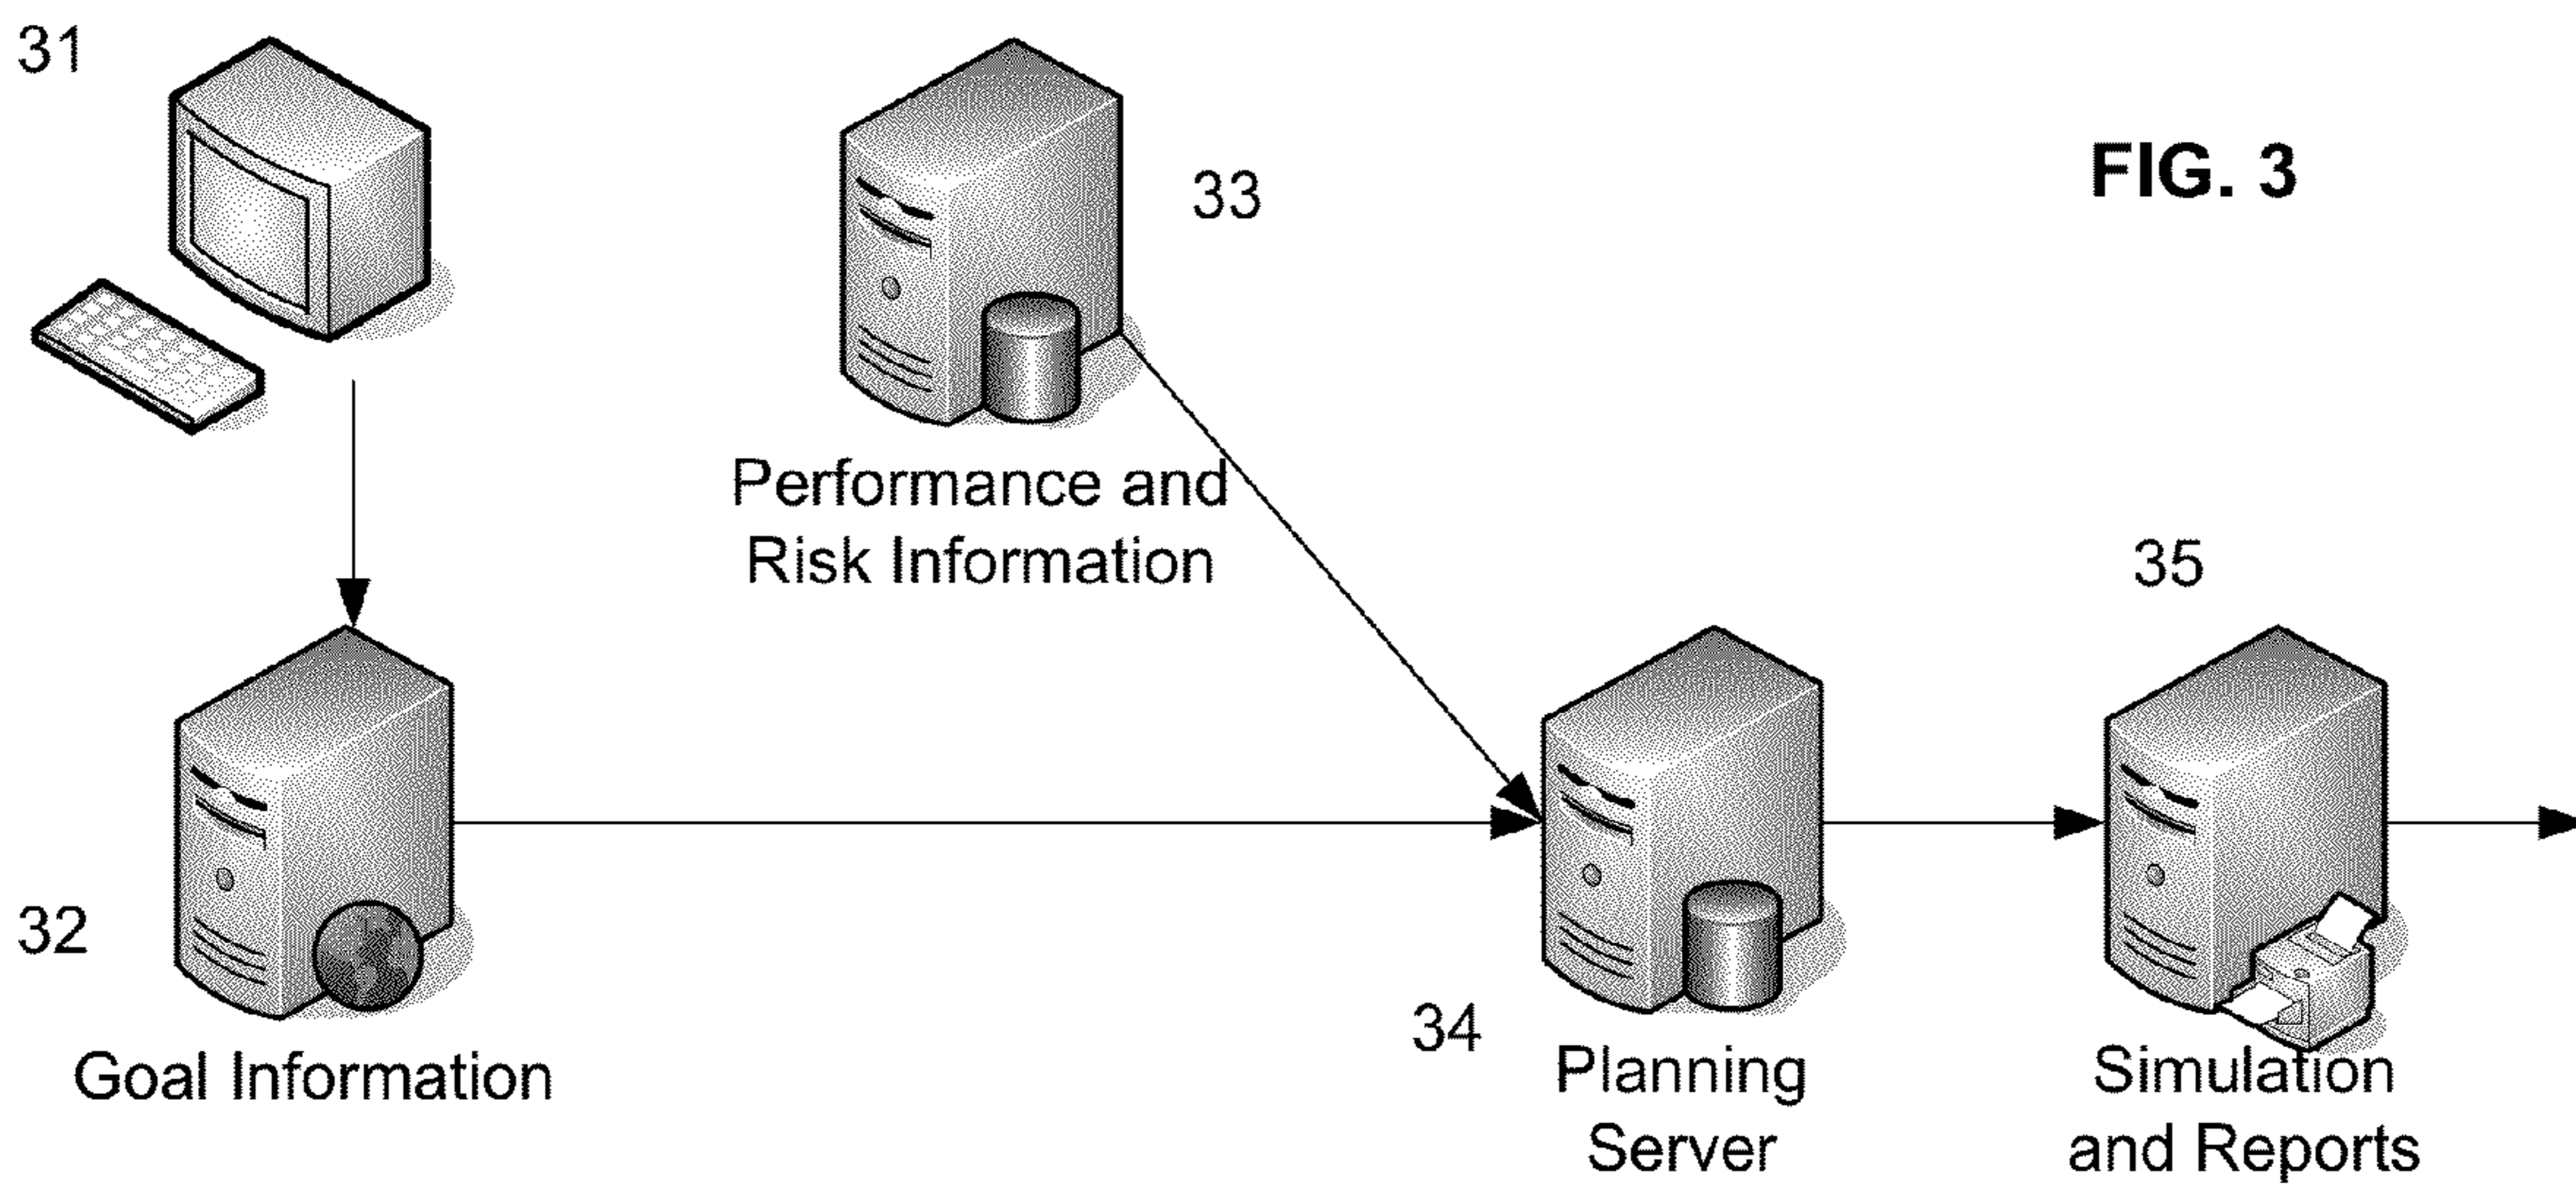 31
33
FIG. 3
Performance and
Risk Information
35
32
34
Goal Information
Planning
Server
Simulation
and Reports